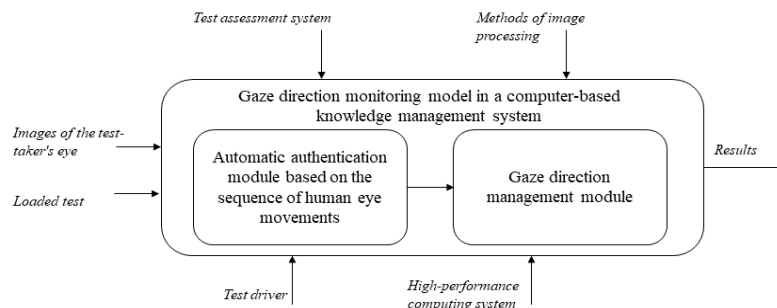 Test assessment system
Methods of image
processing
Gaze direction monitoring model in a computer-based
knowledge management system
Images of the test-
taker's eye
Loaded test
Automatic authentication
module based on the
sequence of human eye
movements
Gaze direction
management module
Results
Test driver
High-performance
computing system